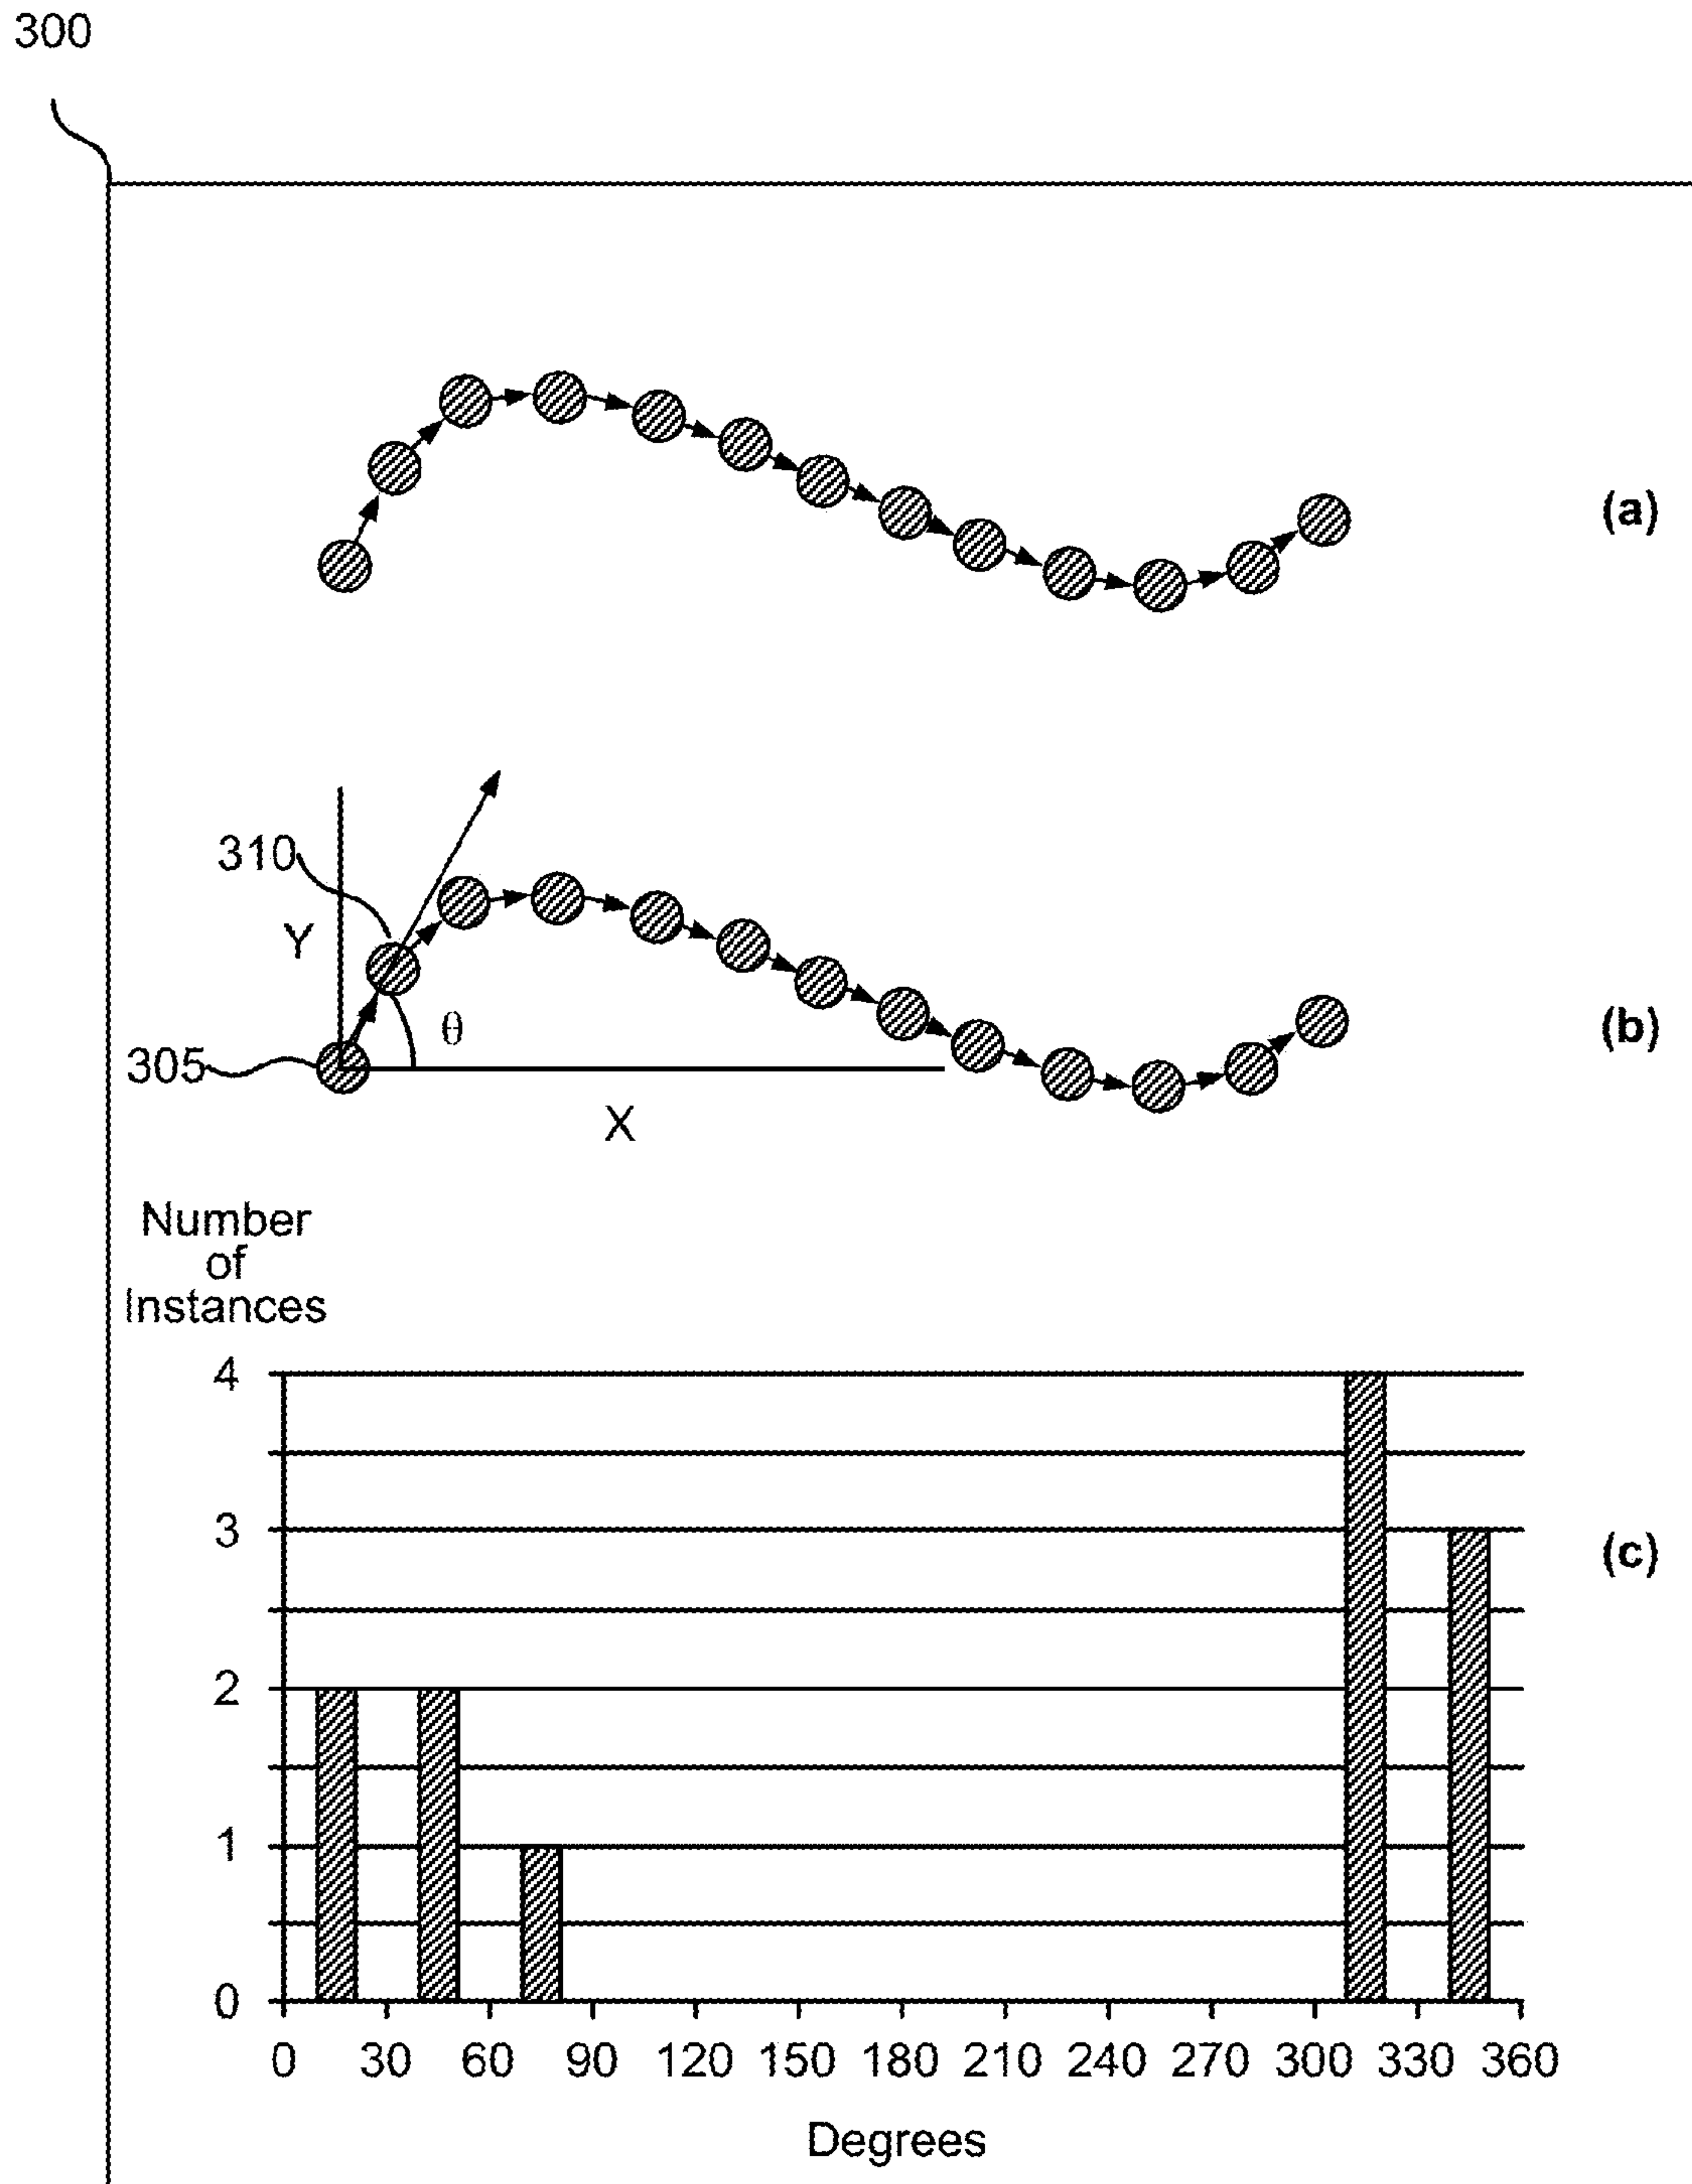 300
(a)
310
Y
θ
(b)
305
X
Number
of
Instances
4
3
(c)
2
1
0
0 30 60 90 120 150 180 210 240 270 300 330 360
Degrees